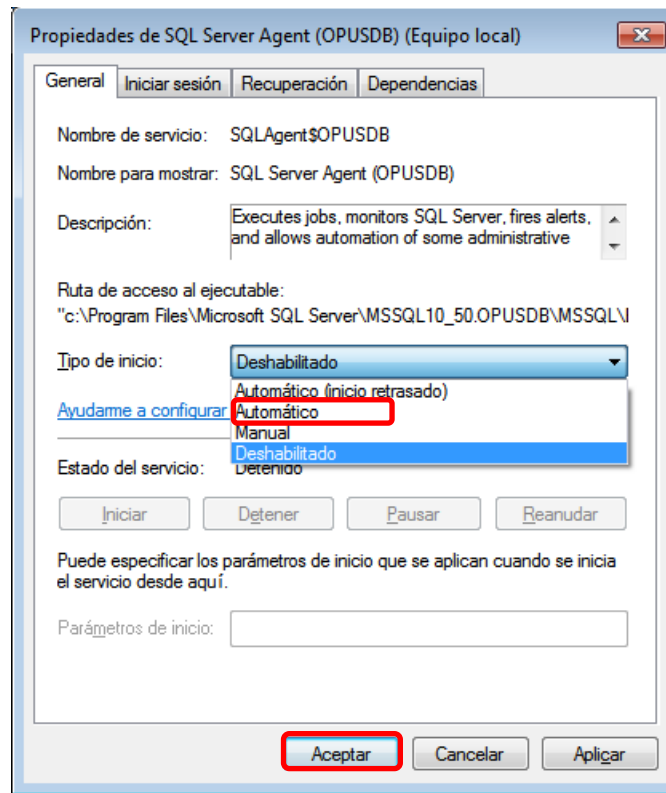 Propiedades de SQL Server Agent (OPUSDB) (Equipo local)
General Iniciar sesión Recuperación Dependencias
Nombre de servicio: SQLAgent$OPUSDB
Nombre para mostrar: SQL Server Agent (OPUSDB)
Descripción: Executes jobs, monitors SQL Server, fires alerts,
and allows automation of some administrative
Ruta de acceso al ejecutable:
"c:\Program Files\Microsoft SQL Server\MSSQL10_50.OPUSDB\MSSQL\
Tipo de inicio: Deshabilitado
Automático (inicio retrasado)
Ayudarme a configurar Automático
Manual
Deshabilitado
Estado del servicio: Detenido
Iniciar Detener Pausar Reanudar
Puede especificar los parámetros de inicio que se aplican cuando se inicia
el servicio desde aquí.
Parámetros de inicio:
Aceptar Cancelar Aplicar